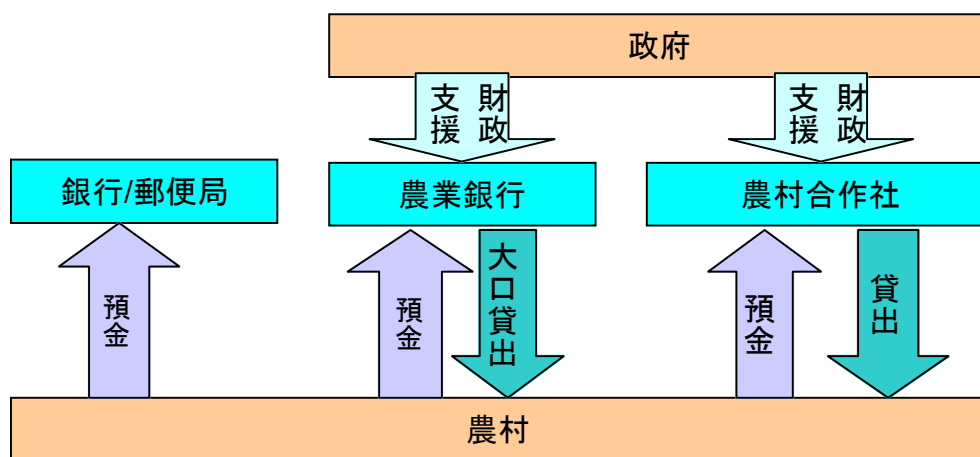 政府
財政支援
財政支援
銀行/郵便局
農業銀行
農村合作社
預金
預金
大口貸出
預金
貸出
農村